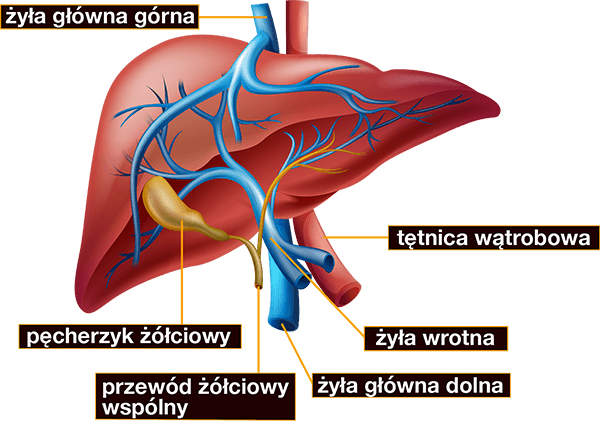 żyła główna górna
tętnica wątrobowa
pęcherzyk żółciowy
żyła wrotna
przewód żółciowy
wspólny
żyła główna dolna